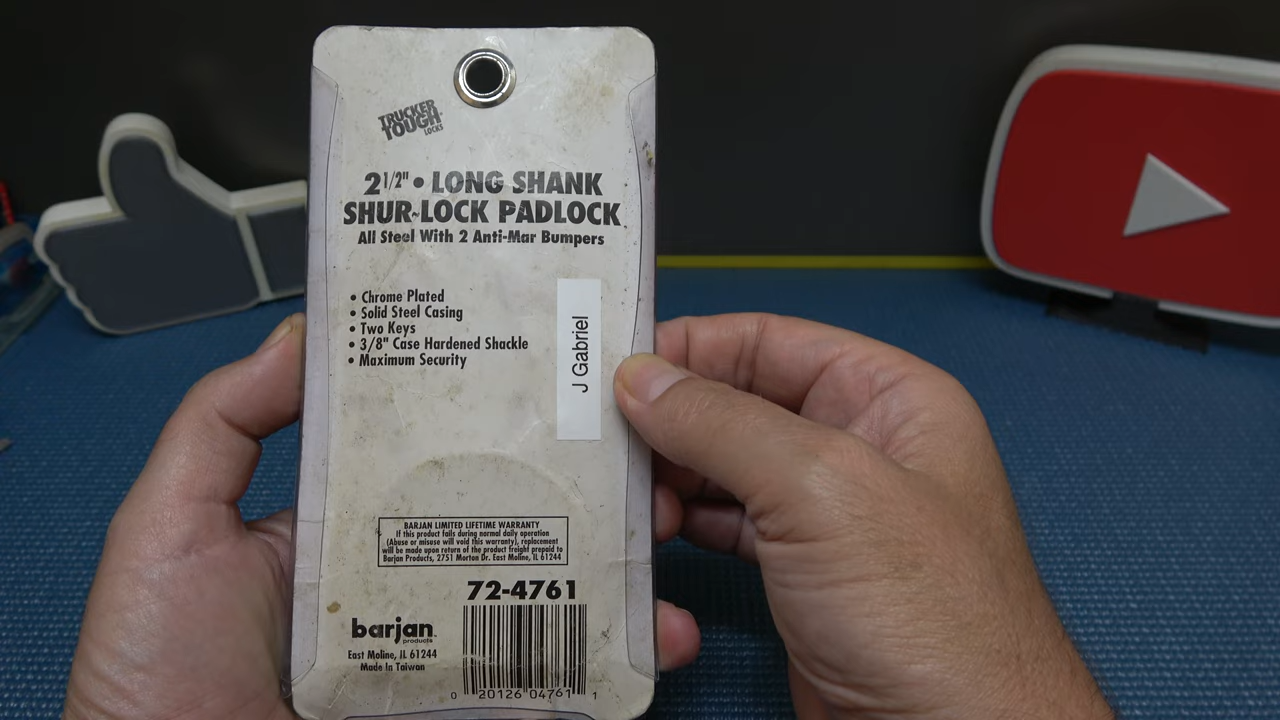 TRUCKER
TOUGH
LOCKS
2 1/2" • LONG SHANK
SHUR-LOCK PADLOCK
All Steel With 2 Anti-Mar Bumpers
• Chrome Plated
• Solid Steel Casing
• Two Keys
• 3/8" Case Hardened Shackle
• Maximum Security
J Gabriel
BARJAN LIMITED LIFETIME WARRANTY
If this product fails during normal daily operation
(Abuse or misuse will void this warranty), replacement
will be made upon return of the product freight prepaid to
Barjan Products, 2751 Morton Dr. East Moline, IL 61244
72-4761
barjan
products
East Moline, IL 61244
Made In Taiwan
0 20126 04761 1